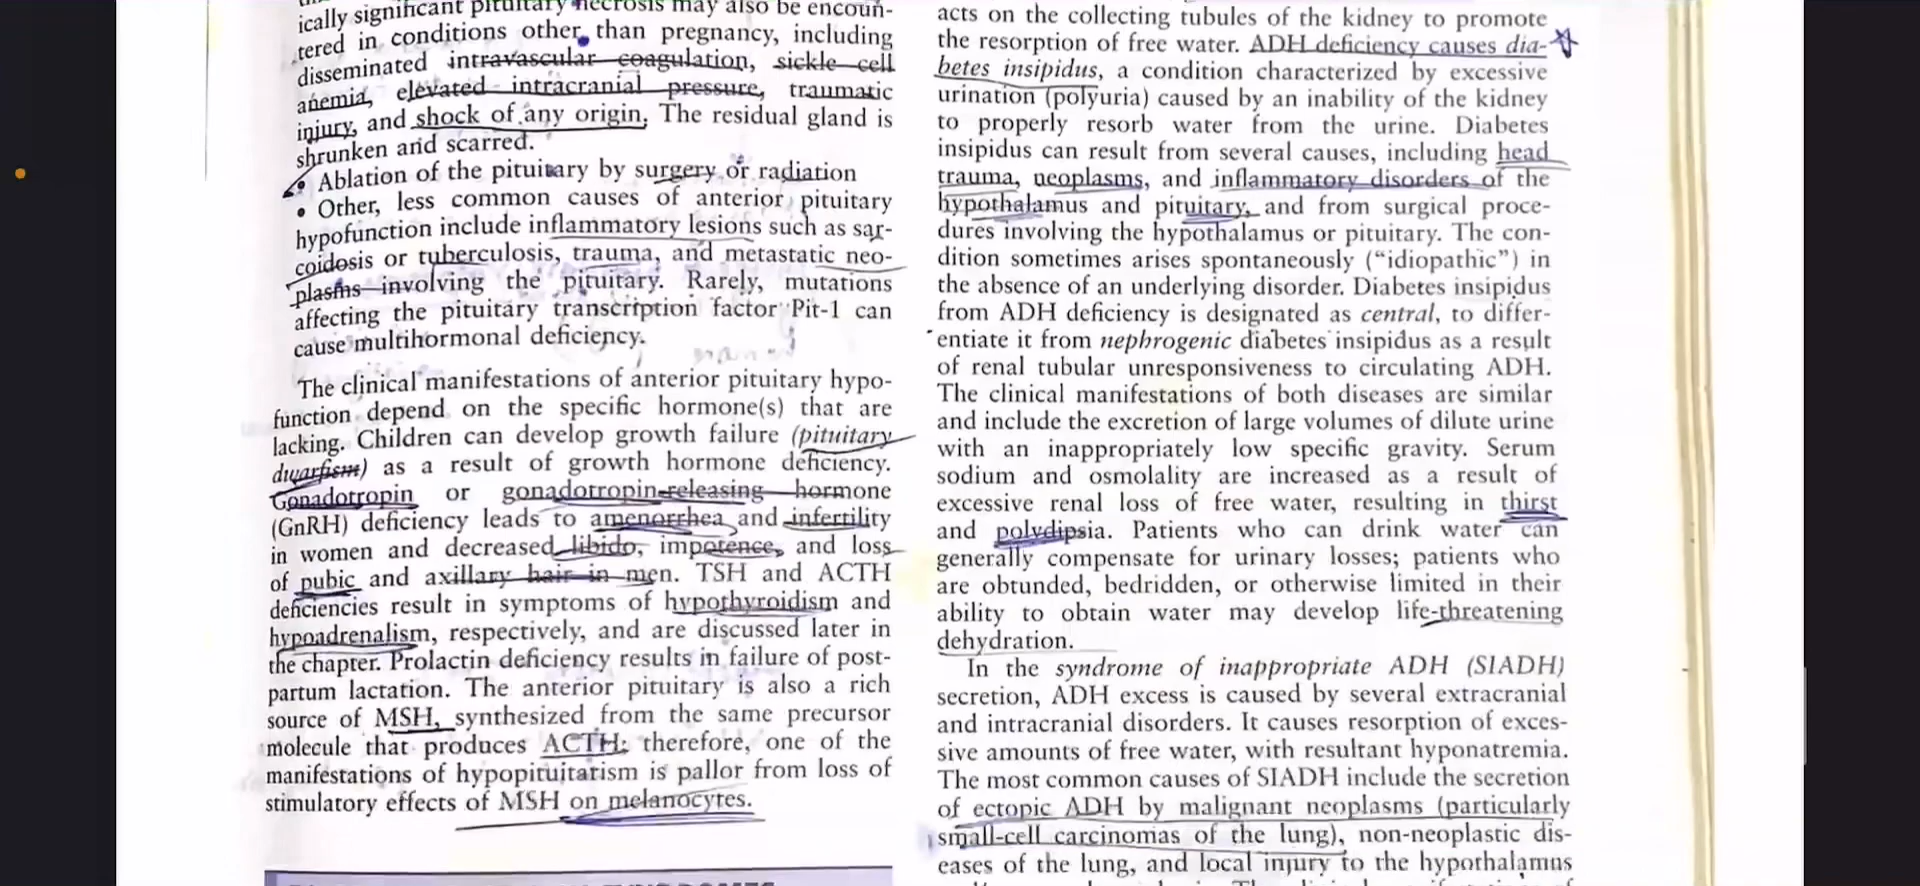 ically significant pituitary necrosis may also be encoun-
tered in conditions other than pregnancy, including
disseminated intravascular coagulation, sickle cell
anemia, elevated intracranial pressure, traumatic
injury, and shock of any origin. The residual gland is
shrunken and scarred.
• Ablation of the pituitary by surgery or radiation
• Other, less common causes of anterior pituitary
hypofunction include inflammatory lesions such as sar-
coidosis or tuberculosis, trauma, and metastatic neo-
plasms involving the pituitary. Rarely, mutations
affecting the pituitary transcription factor Pit-1 can
cause multihormonal deficiency.
The clinical manifestations of anterior pituitary hypo-
function depend on the specific hormone(s) that are
lacking. Children can develop growth failure (pituitary
dwarfism) as a result of growth hormone deficiency.
Gonadotropin or gonadotropin-releasing hormone
(GnRH) deficiency leads to amenorrhea and infertility
in women and decreased libido, impotence, and loss
of pubic and axillary hair in men. TSH and ACTH
deficiencies result in symptoms of hypothyroidism and
hypoadrenalism, respectively, and are discussed later in
the chapter. Prolactin deficiency results in failure of post-
partum lactation. The anterior pituitary is also a rich
source of MSH, synthesized from the same precursor
molecule that produces ACTH; therefore, one of the
manifestations of hypopituitarism is pallor from loss of
stimulatory effects of MSH on melanocytes.
acts on the collecting tubules of the kidney to promote
the resorption of free water. ADH deficiency causes dia-
betes insipidus, a condition characterized by excessive
urination (polyuria) caused by an inability of the kidney
to properly resorb water from the urine. Diabetes
insipidus can result from several causes, including head
trauma, neoplasms, and inflammatory disorders of the
hypothalamus and pituitary, and from surgical proce-
dures involving the hypothalamus or pituitary. The con-
dition sometimes arises spontaneously (“idiopathic”) in
the absence of an underlying disorder. Diabetes insipidus
from ADH deficiency is designated as central, to differ-
entiate it from nephrogenic diabetes insipidus as a result
of renal tubular unresponsiveness to circulating ADH.
The clinical manifestations of both diseases are similar
and include the excretion of large volumes of dilute urine
with an inappropriately low specific gravity. Serum
sodium and osmolality are increased as a result of
excessive renal loss of free water, resulting in thirst
and polydipsia. Patients who can drink water can
generally compensate for urinary losses; patients who
are obtunded, bedridden, or otherwise limited in their
ability to obtain water may develop life-threatening
dehydration.
In the syndrome of inappropriate ADH (SIADH)
secretion, ADH excess is caused by several extracranial
and intracranial disorders. It causes resorption of exces-
sive amounts of free water, with resultant hyponatremia.
The most common causes of SIADH include the secretion
of ectopic ADH by malignant neoplasms (particularly
small-cell carcinomas of the lung), non-neoplastic dis-
eases of the lung, and local injury to the hypothalamus